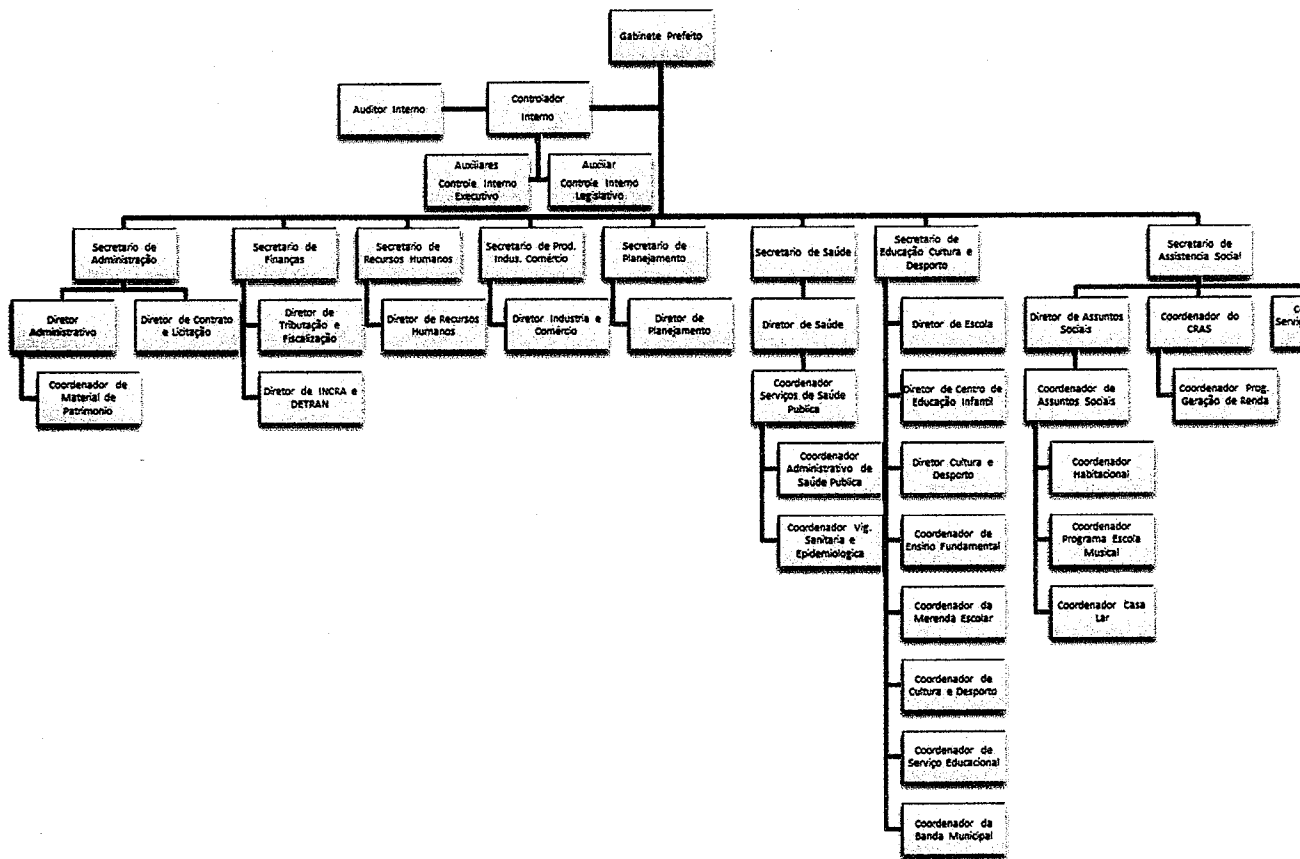 Gabinete Prefeito
Auditor Interno
Controlador
Interno
Auxiliares
Controle Interno
Executivo
Auxiliar
Controle Interno
Legislativo
Secretario de
Administração
Secretario de
Finanças
Secretario de
Recursos Humanos
Secretario de Prod.
Indus. Comércio
Secretario de
Planejamento
Secretario de Saúde
Secretario de
Educação Cultura e
Desporto
Secretario de
Assistencia Social
Diretor
Administrativo
Diretor de Contrato
e Licitação
Diretor de
Tributação e
Fiscalização
Diretor de Recursos
Humanos
Diretor Industria e
Comércio
Diretor de
Planejamento
Diretor de Saúde
Diretor de Escola
Diretor de Assuntos
Sociais
Coordenador do
CRAS
Coordenador de
Material de
Patrimonio
Diretor de INCRA e
DETRAN
Coordenador
Serviços de Saúde
Publica
Diretor de Centro de
Educação Infantil
Coordenador de
Assuntos Sociais
Coordenador Prog.
Geração de Renda
Coordenador
Administrativo de
Saúde Publica
Diretor Cultura e
Desporto
Coordenador
Habitacional
Coordenador Vig.
Sanitaria e
Epidemiologica
Coordenador de
Ensino Fundamental
Coordenador
Programa Escola
Musical
Coordenador da
Merenda Escolar
Coordenador Casa
Lar
Coordenador de
Cultura e Desporto
Coordenador de
Serviço Educacional
Coordenador da
Banda Municipal